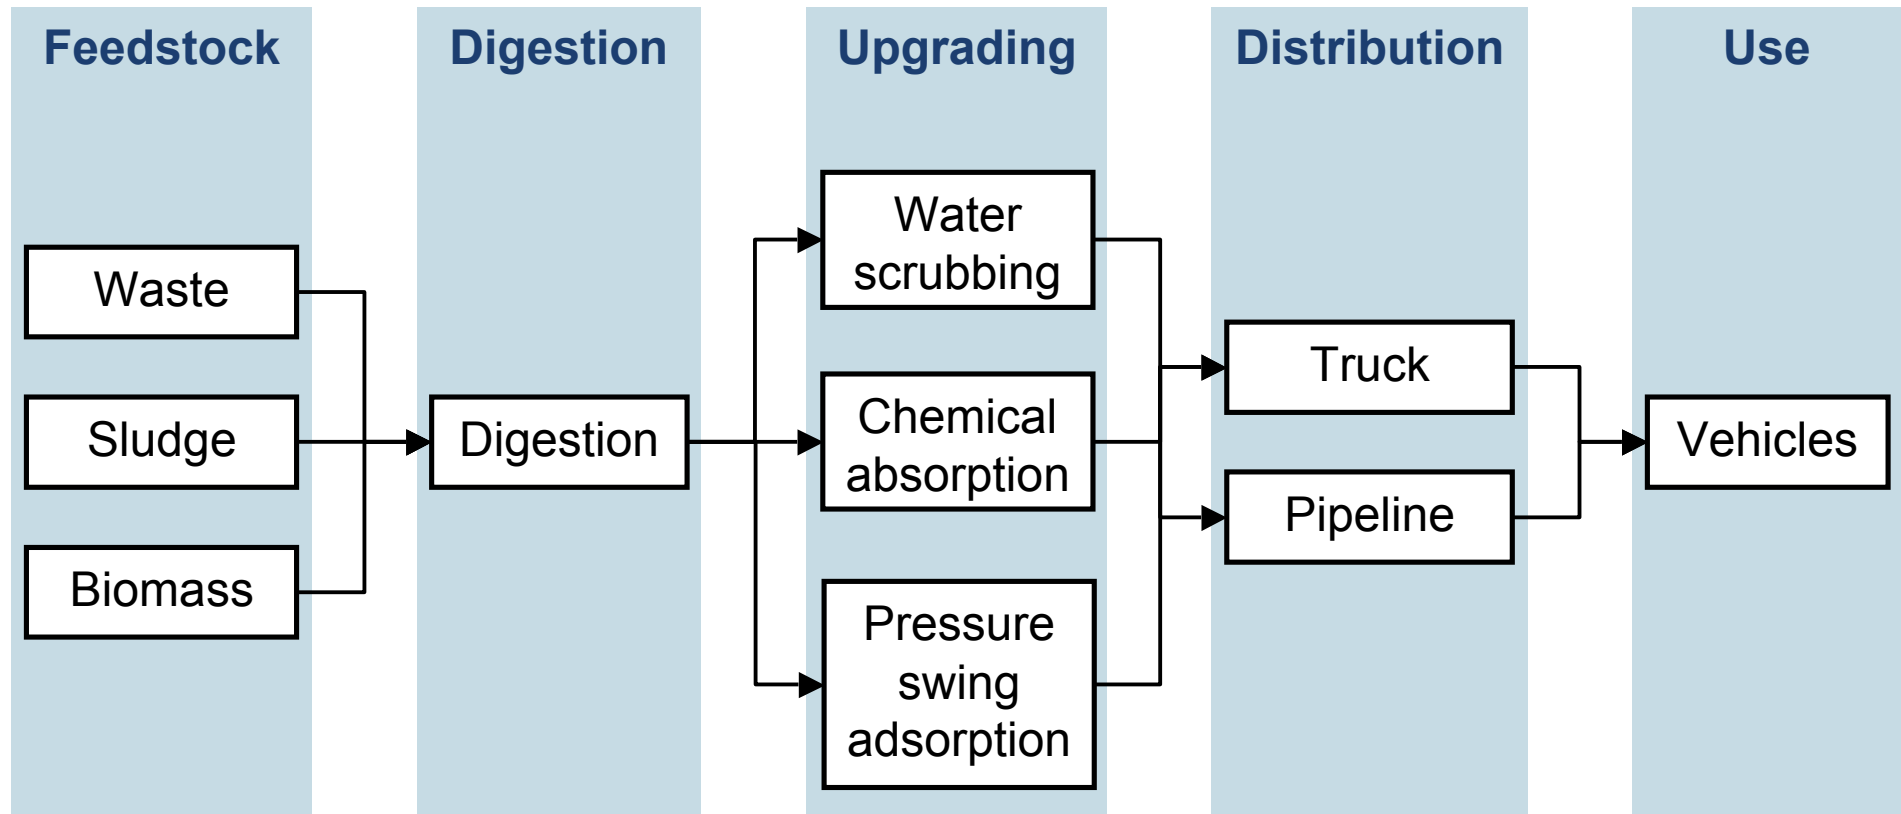 Feedstock
Digestion
Upgrading
Distribution
Use
Waste
Sludge
Biomass
Digestion
Water
scrubbing
Chemical
absorption
Pressure
swing
adsorption
Truck
Pipeline
Vehicles